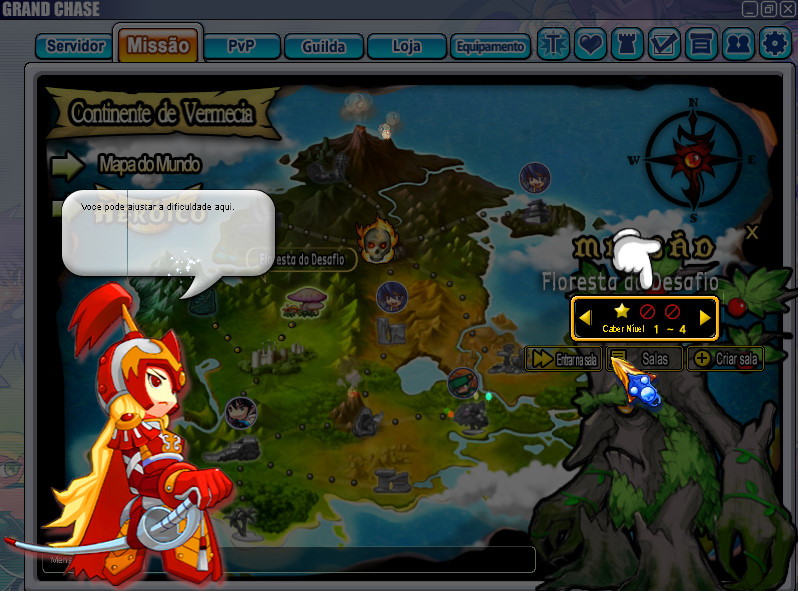 GRAND CHASE
Servidor
Missão
PvP
Guilda
Loja
Equipamento
Continente de Vermecia
Mapa do Mundo
HERÓICO
Voce pode ajustar a dificuldade aqui.
Floresta do Desafio
N
W
E
S
X
Floresta do Desafio
Caber Nível 1 ~ 4
Entrar na sala
Salas
Criar sala